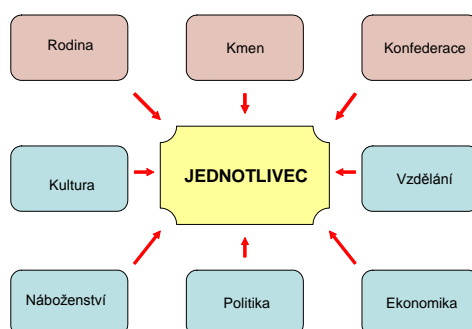 Rodina
Kmen
Konfederace
Kultura
JEDNOTLIVEC
Vzdělání
Náboženství
Politika
Ekonomika